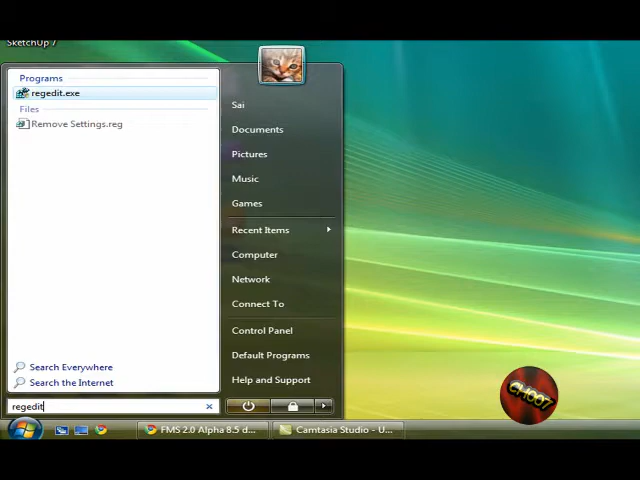 SketchUp 7
Programs
regedit.exe
Files
Remove Settings.reg
Search Everywhere
Search the Internet
regedit
Sai
Documents
Pictures
Music
Games
Recent Items
Computer
Network
Connect To
Control Panel
Default Programs
Help and Support
CH007
FMS 2.0 Alpha 8.5 d...
Camtasia Studio - U...